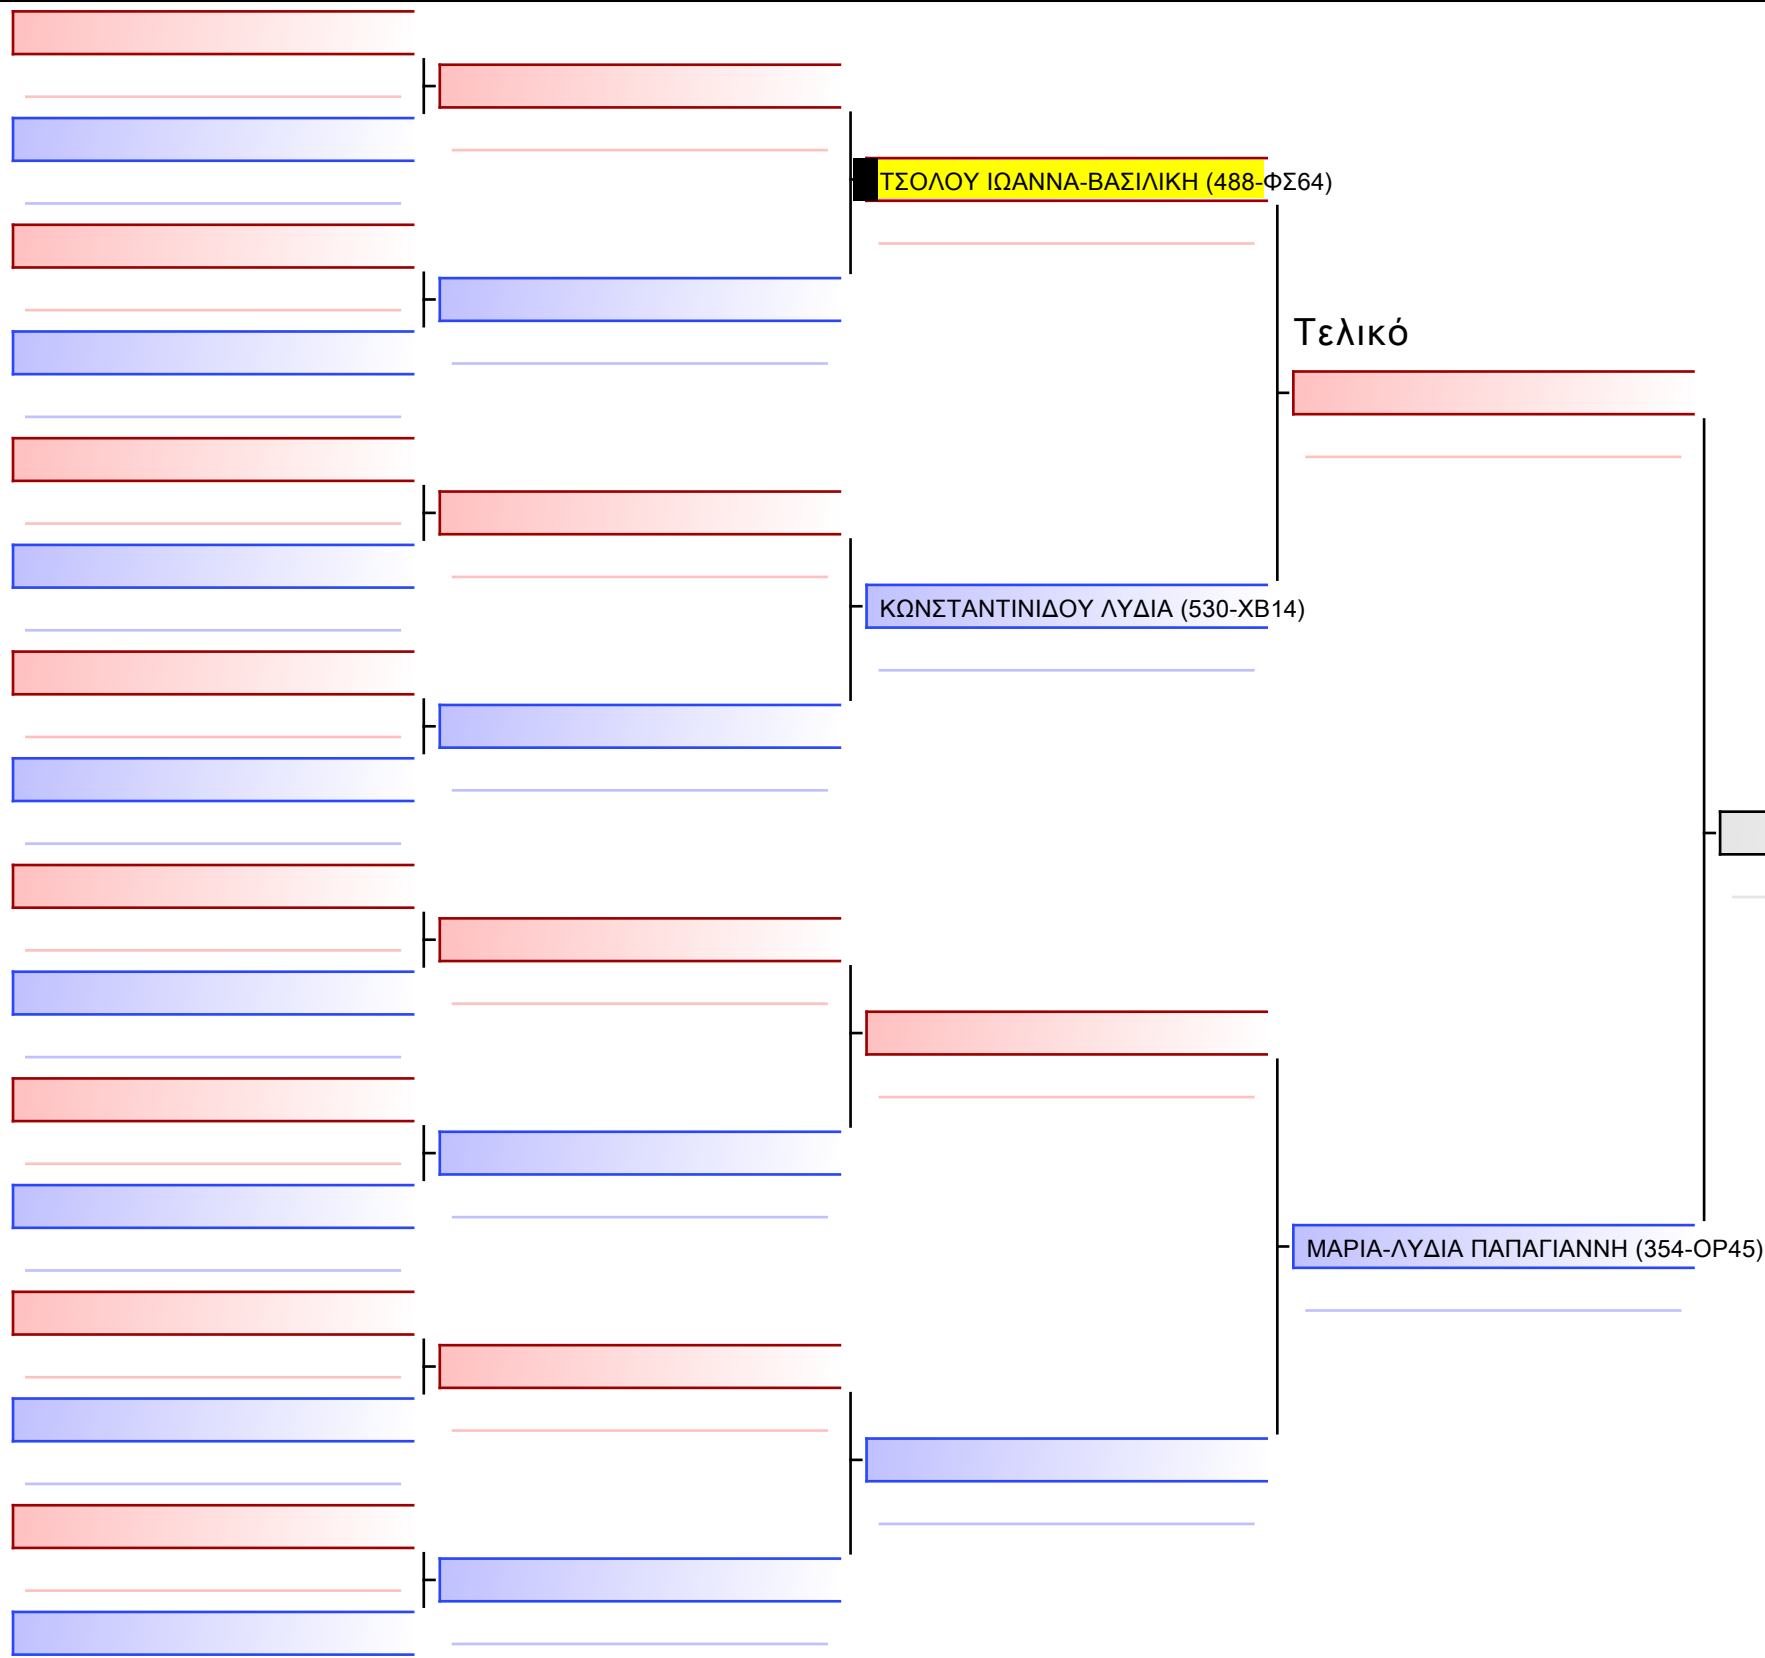 ΤΣΟΛΟΥ ΙΩΑΝΝΑ-ΒΑΣΙΛΙΚΗ (488-ΦΣ64)
Τελικό
ΚΩΝΣΤΑΝΤΙΝΙΔΟΥ ΛΥΔΙΑ (530-ΧΒ14)
ΜΑΡΙΑ-ΛΥΔΙΑ ΠΑΠΑΓΙΑΝΝΗ (354-ΟΡ45)